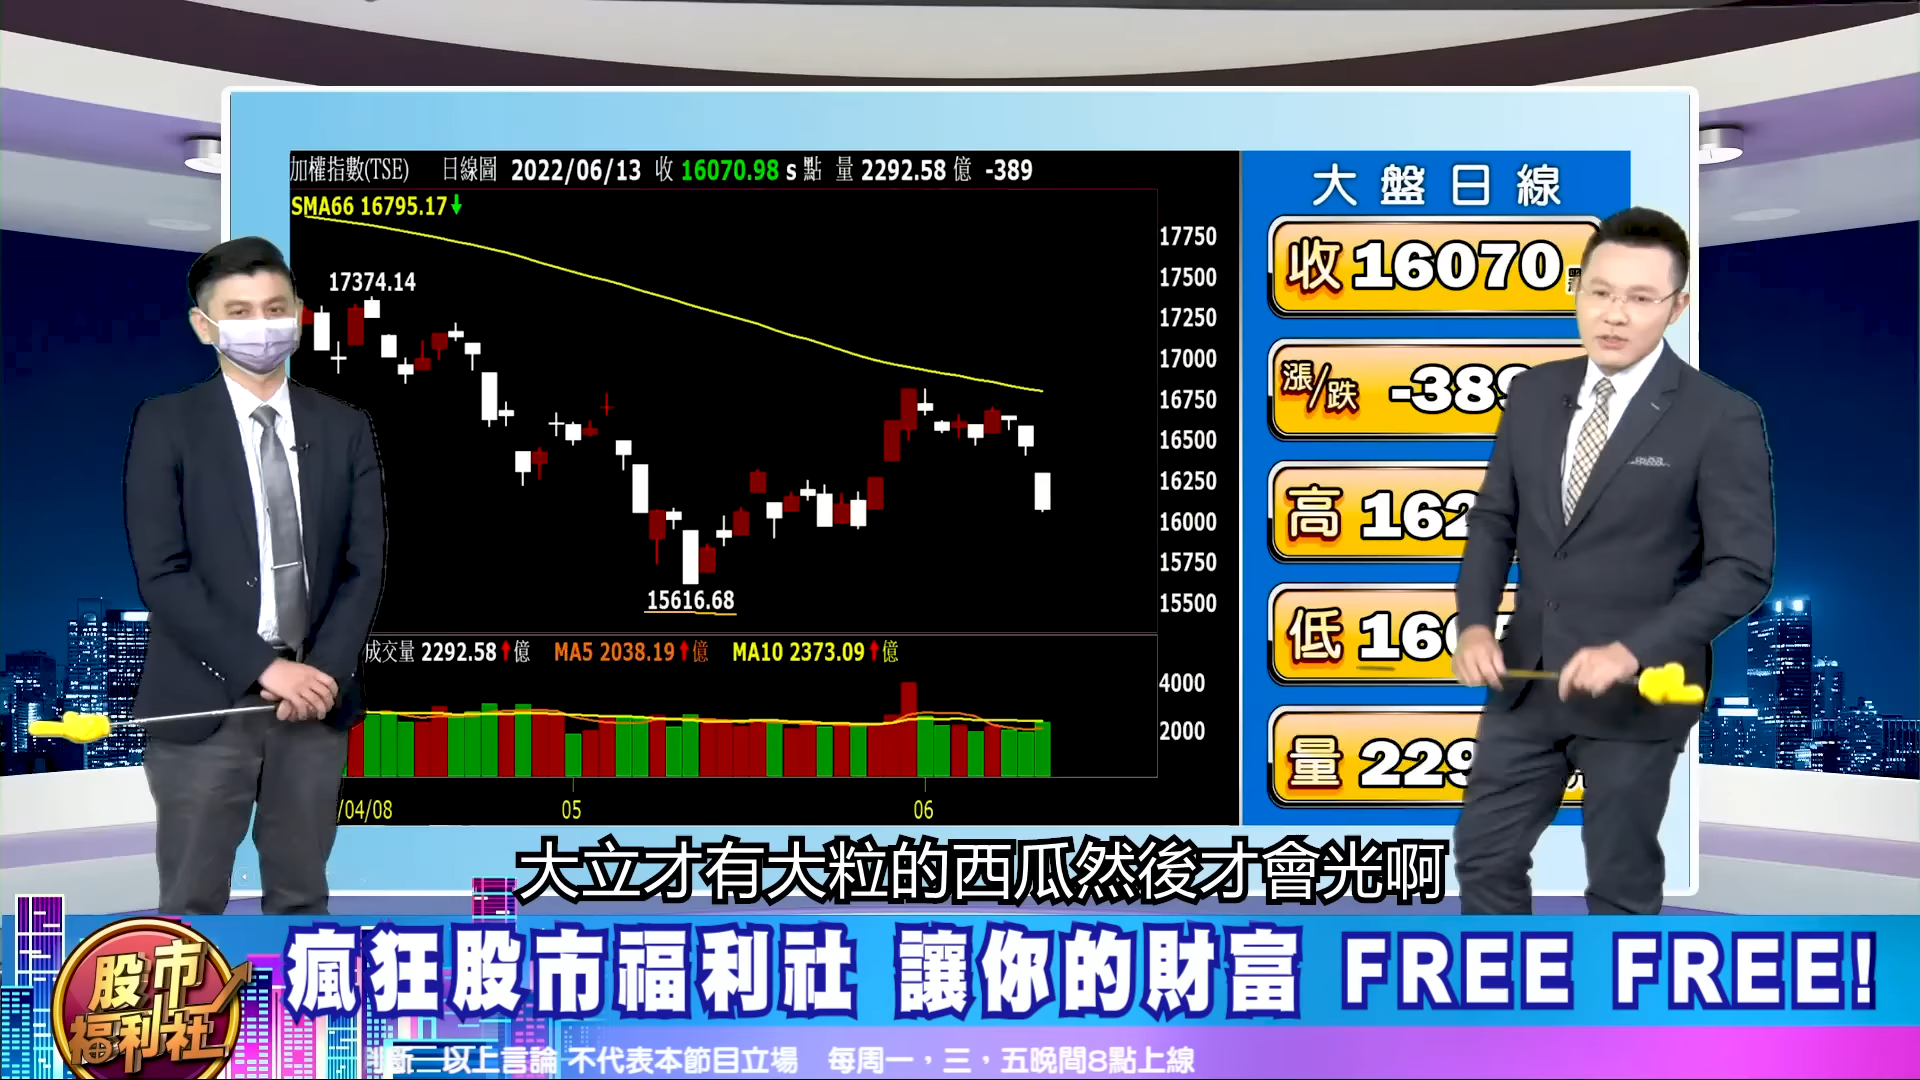 加權指數(TSE) 日線圖 2022/06/13 收 16070.98 s 點 量 2292.58 億 -389
SMA66 16795.17↓
17374.14
15616.68
17750
17500
17250
17000
16750
16500
16250
16000
15750
15500
成交量 2292.58↑億 MA5 2038.19↑億 MA10 2373.09↑億
4000
2000
/04/08 05 06
大盤日線
收 16070
漲/跌 -389
高 162
低 160
量 229
大立才有大粒的西瓜然後才會光啊
瘋狂股市福利社 讓你的財富 FREE FREE!
股市福利社
以上言論 不代表本節目立場 每周一,三,五晚間8點上線